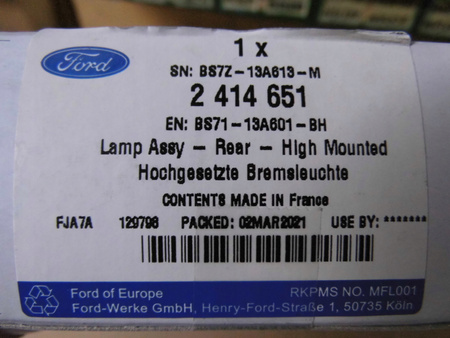 Ford
1 x
SN: BS7Z-13A613-M
2 414 651
EN: BS71-13A601-BH
Lamp Assy - Rear - High Mounted
Hochgesetzte Bremsleuchte
CONTENTS MADE IN France
FJA7A 129796 PACKED: 02MAR2021 USE BY: *******
Ford of Europe RKPMS NO. MFL001
Ford-Werke GmbH, Henry-Ford-Straße 1, 50735 Köln